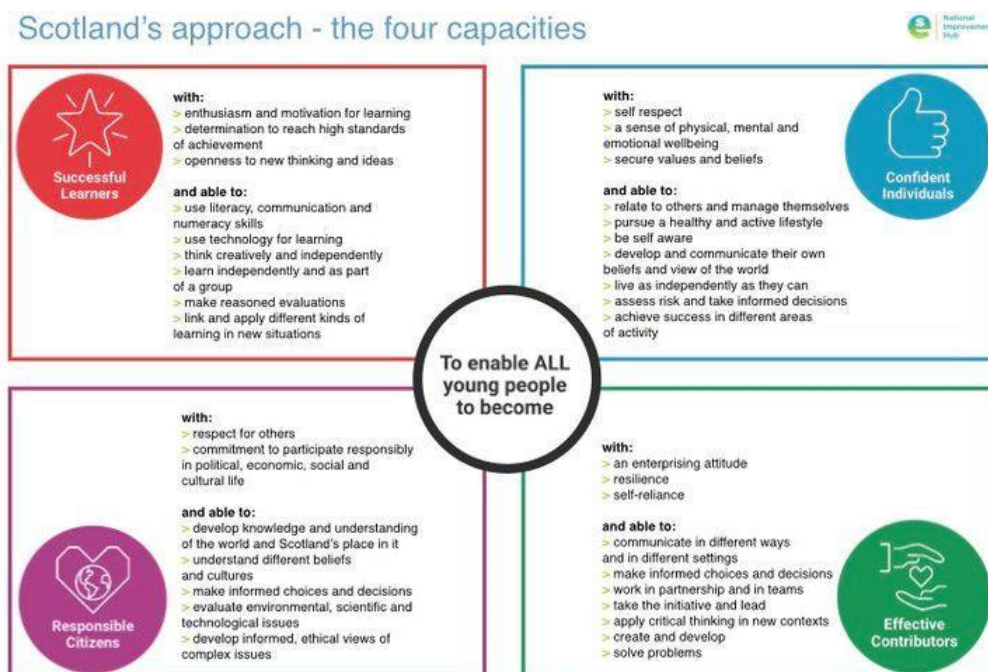 Scotland's approach - the four capacities
National
Improvement
Hub
Successful
Learners
with:
> enthusiasm and motivation for learning
> determination to reach high standards
of achievement
> openness to new thinking and ideas
and able to:
> use literacy, communication and
numeracy skills
> use technology for learning
> think creatively and independently
> learn independently and as part
of a group
> make reasoned evaluations
> link and apply different kinds of
learning in new situations
with:
> self respect
> a sense of physical, mental and
emotional wellbeing
> secure values and beliefs
and able to:
> relate to others and manage themselves
> pursue a healthy and active lifestyle
> be self aware
> develop and communicate their own
beliefs and view of the world
> live as independently as they can
> assess risk and take informed decisions
> achieve success in different areas
of activity
Confident
Individuals
To enable ALL
young people
to become
with:
> respect for others
> commitment to participate responsibly
in political, economic, social and
cultural life
and able to:
> develop knowledge and understanding
of the world and Scotland's place in it
> understand different beliefs
and cultures
> make informed choices and decisions
> evaluate environmental, scientific and
technological issues
> develop informed, ethical views of
complex issues
Responsible
Citizens
with:
> an enterprising attitude
> resilience
> self-reliance
and able to:
> communicate in different ways
and in different settings
> make informed choices and decisions
> work in partnership and in teams
> take the initiative and lead
> apply critical thinking in new contexts
> create and develop
> solve problems
Effective
Contributors